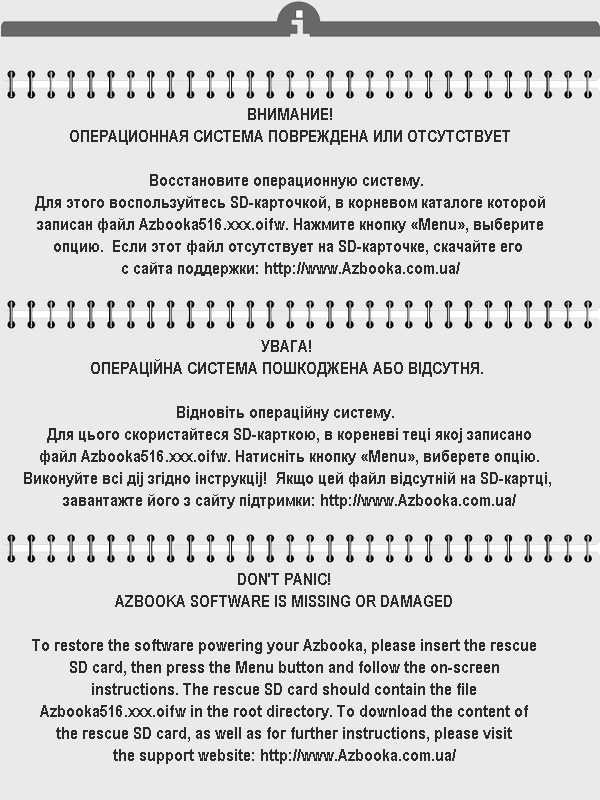 i
ВНИМАНИЕ!
ОПЕРАЦИОННАЯ СИСТЕМА ПОВРЕЖДЕНА ИЛИ ОТСУТСТВУЕТ
Восстановите операционную систему.
Для этого воспользуйтесь SD-карточкой, в корневом каталоге которой
записан файл Azbooka516.xxx.oifw. Нажмите кнопку «Menu», выберите
опцию. Если этот файл отсутствует на SD-карточке, скачайте его
с сайта поддержки: http://www.Azbooka.com.ua/
УВАГА!
ОПЕРАЦІЙНА СИСТЕМА ПОШКОДЖЕНА АБО ВІДСУТНЯ.
Відновіть операційну систему.
Для цього скористайтеся SD-карткою, в кореневі теці якој записано
файл Azbooka516.xxx.oifw. Натисніть кнопку «Menu», виберете опцію.
Виконуйте всі діј згідно інструкціј! Якщо цей файл відсутній на SD-картці,
завантажте його з сайту підтримки: http://www.Azbooka.com.ua/
DON'T PANIC!
AZBOOKA SOFTWARE IS MISSING OR DAMAGED
To restore the software powering your Azbooka, please insert the rescue
SD card, then press the Menu button and follow the on-screen
instructions. The rescue SD card should contain the file
Azbooka516.xxx.oifw in the root directory. To download the content of
the rescue SD card, as well as for further instructions, please visit
the support website: http://www.Azbooka.com.ua/